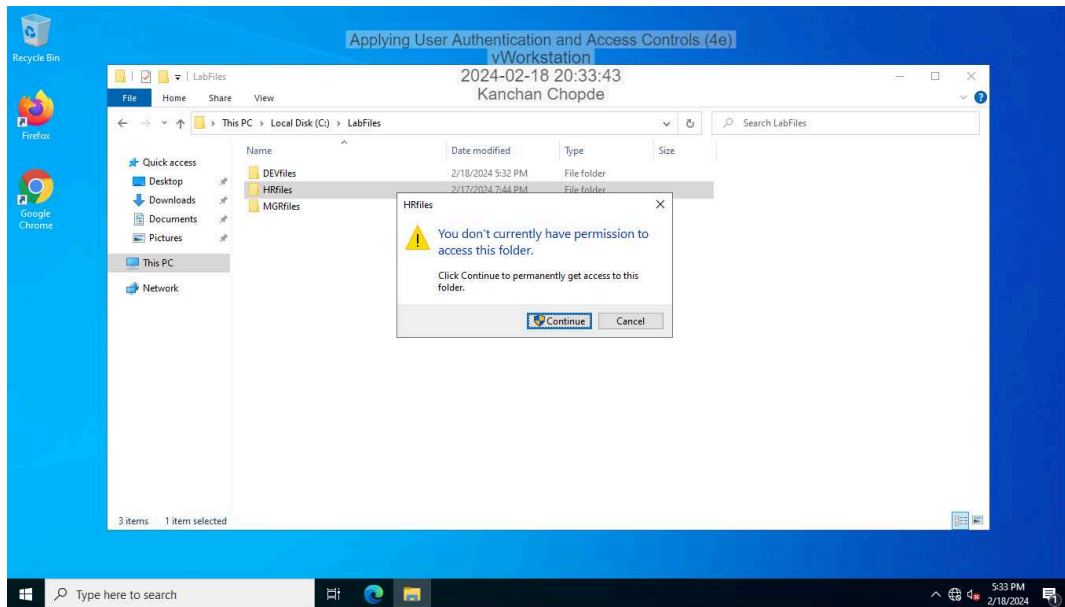 Recycle Bin
Applying User Authentication and Access Controls (4e)
vWorkstation
2024-02-18 20:33:43
Kanchan Chopde
LabFiles
File Home Share View
This PC > Local Disk (C:) > LabFiles
Search LabFiles
Firefox
Google
Chrome
Quick access
Desktop
Downloads
Documents
Pictures
This PC
Network
Name Date modified Type Size
DEVfiles 2/18/2024 5:32 PM File folder
HRfiles 2/17/2024 7:44 PM File folder
MGRfiles
HRfiles
You don't currently have permission to
access this folder.
Click Continue to permanently get access to this
folder.
Continue Cancel
3 items 1 item selected
Type here to search
5:33 PM
2/18/2024
1